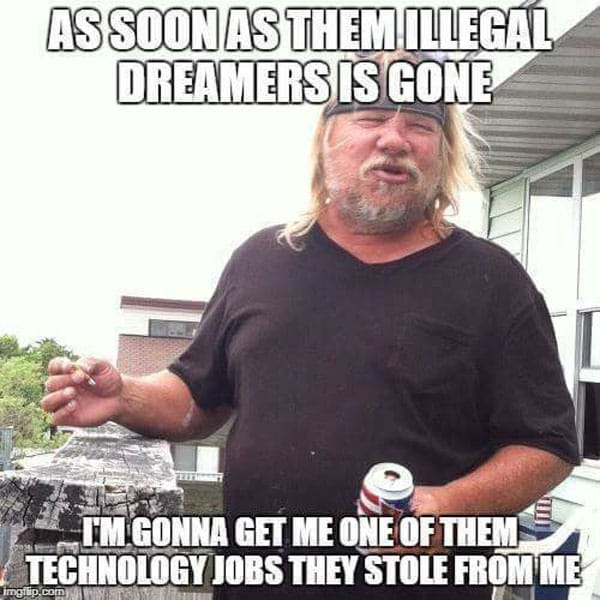 AS SOON AS THEM ILLEGAL
DREAMERS IS GONE
I'M GONNA GET ME ONE OF THEM
TECHNOLOGY JOBS THEY STOLE FROM ME
imgflip.com